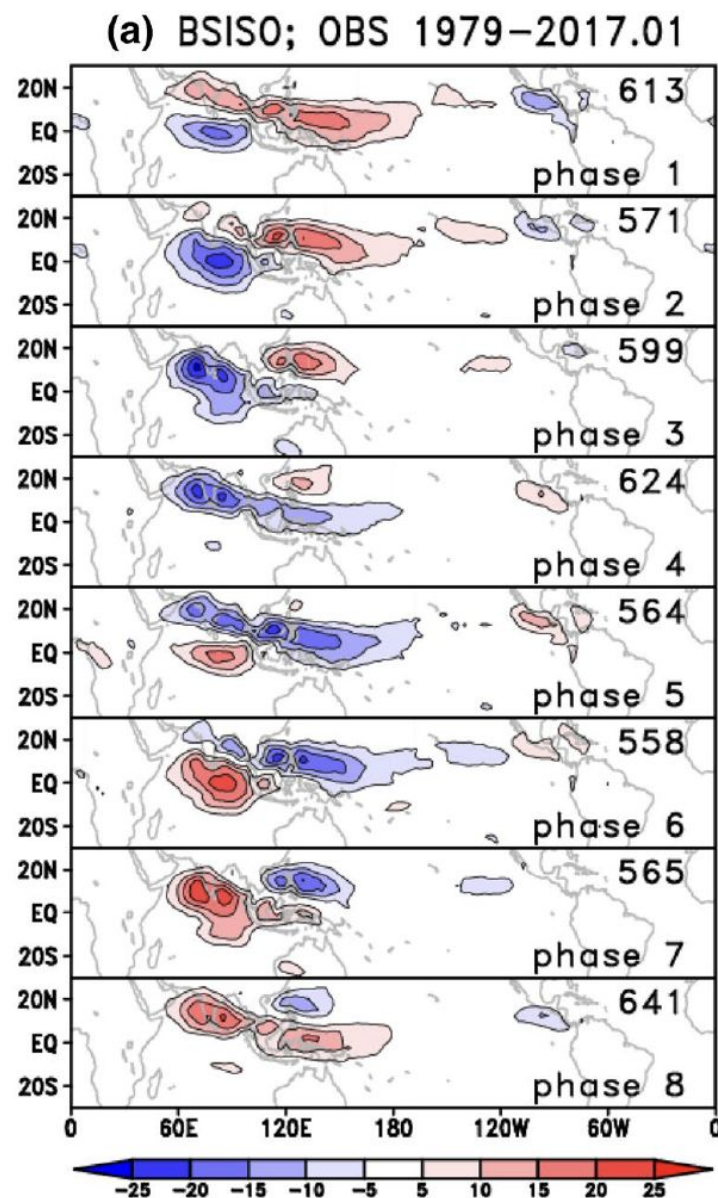 (a) BSISO; OBS 1979-2017.01
20N
EQ
20S
613
phase 1
20N
EQ
20S
571
phase 2
20N
EQ
20S
599
phase 3
20N
EQ
20S
624
phase 4
20N
EQ
20S
564
phase 5
20N
EQ
20S
558
phase 6
20N
EQ
20S
565
phase 7
20N
EQ
20S
641
phase 8
0 60E 120E 180 120W 60W 0
-25 -20 -15 -10 -5 5 10 15 20 25